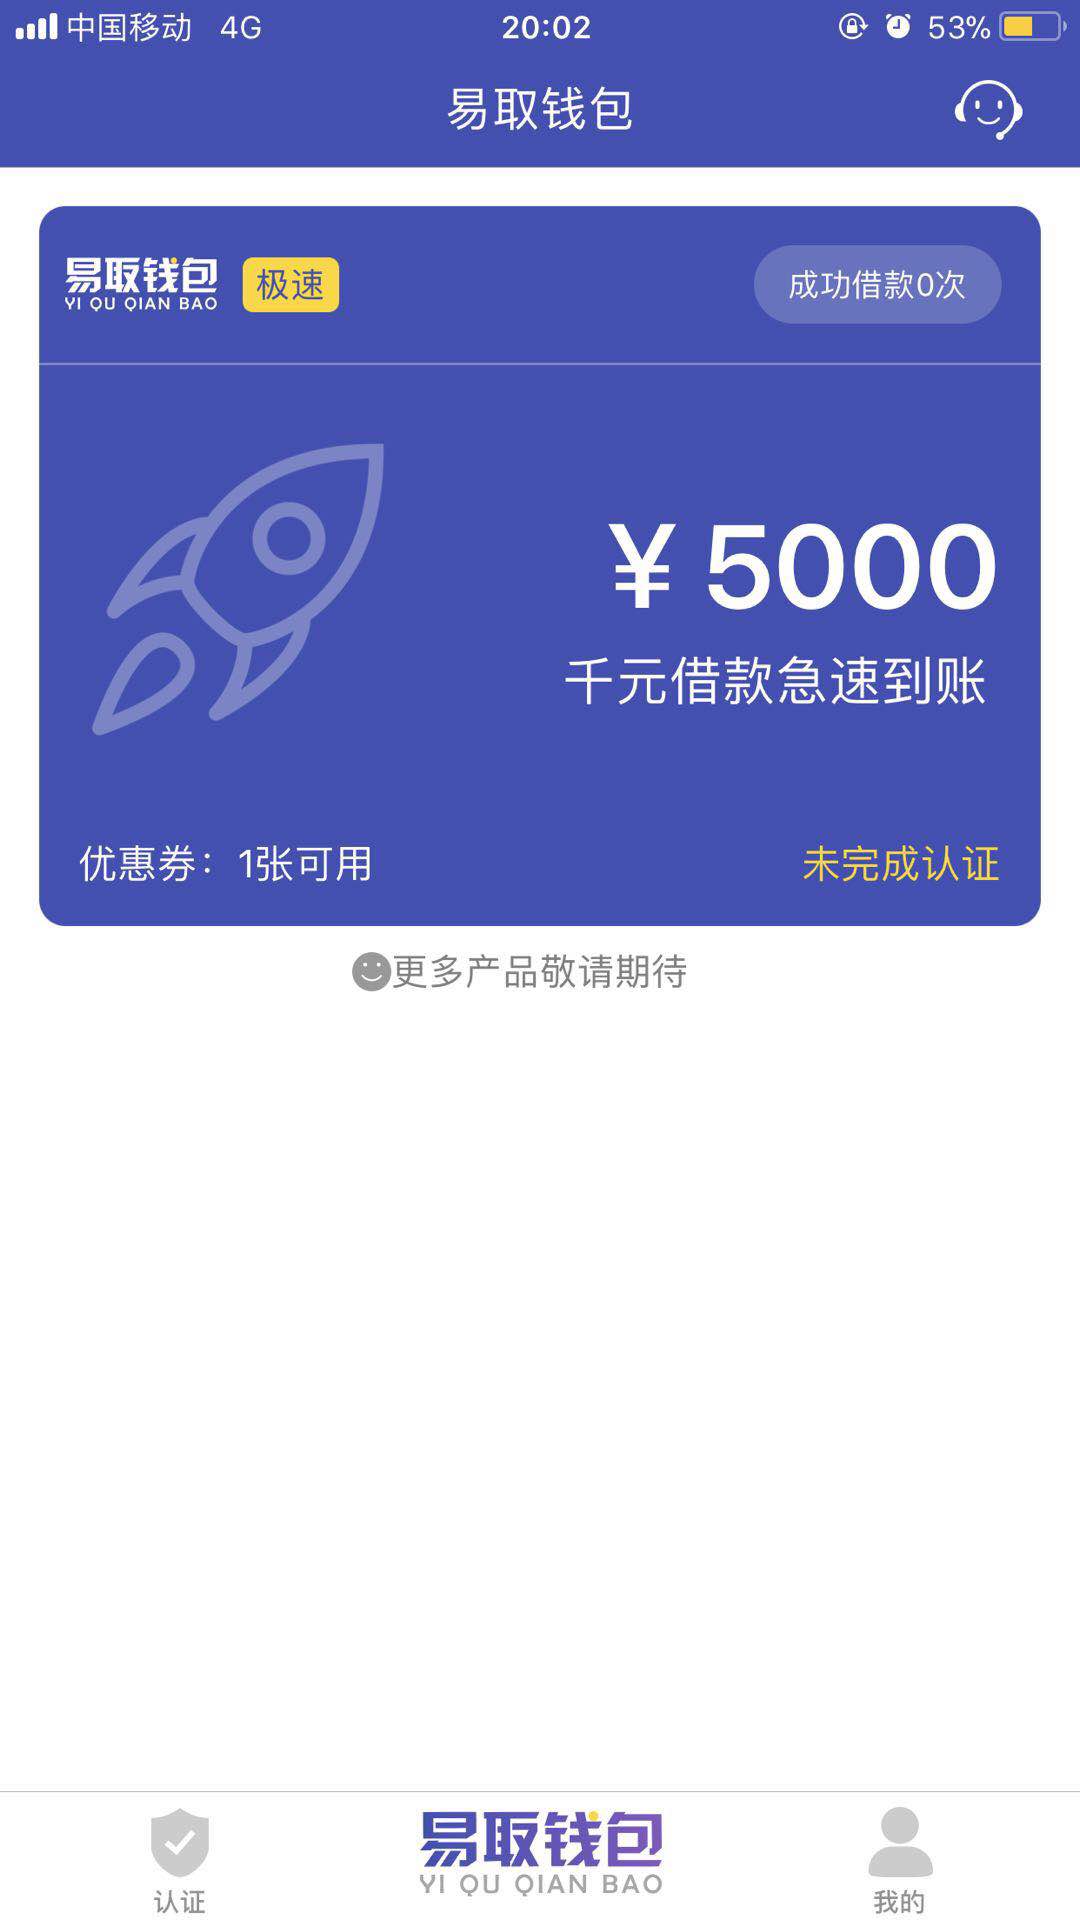 中国移动 4G 20:02 53%
易取钱包
易取钱包 极速 成功借款0次
YI QU QIAN BAO
¥ 5000
千元借款急速到账
优惠券：1张可用 未完成认证
更多产品敬请期待
易取钱包
YI QU QIAN BAO
认证 我的